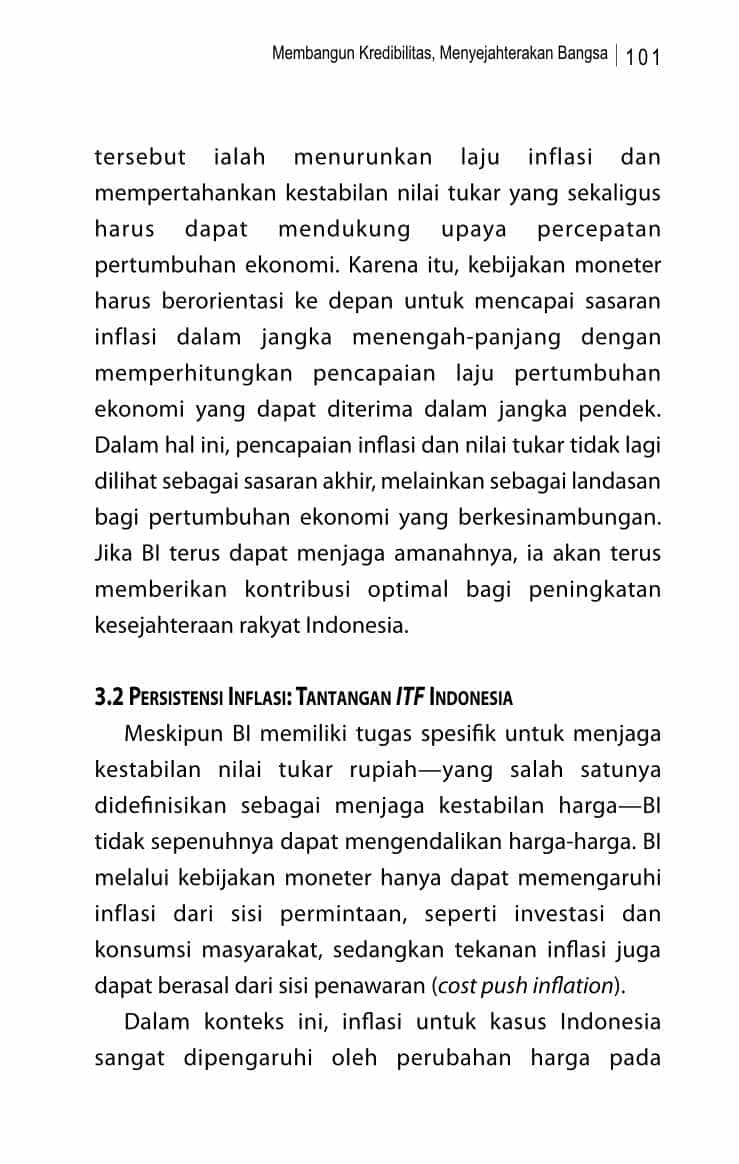 Membangun Kredibilitas, Menyejahterakan Bangsa | 101
tersebut ialah menurunkan laju inflasi dan
mempertahankan kestabilan nilai tukar yang sekaligus
harus dapat mendukung upaya percepatan
pertumbuhan ekonomi. Karena itu, kebijakan moneter
harus berorientasi ke depan untuk mencapai sasaran
inflasi dalam jangka menengah-panjang dengan
memperhitungkan pencapaian laju pertumbuhan
ekonomi yang dapat diterima dalam jangka pendek.
Dalam hal ini, pencapaian inflasi dan nilai tukar tidak lagi
dilihat sebagai sasaran akhir, melainkan sebagai landasan
bagi pertumbuhan ekonomi yang berkesinambungan.
Jika BI terus dapat menjaga amanahnya, ia akan terus
memberikan kontribusi optimal bagi peningkatan
kesejahteraan rakyat Indonesia.
3.2 Persistensi Inflasi: Tantangan ITF Indonesia
Meskipun BI memiliki tugas spesifik untuk menjaga
kestabilan nilai tukar rupiah—yang salah satunya
didefinisikan sebagai menjaga kestabilan harga—BI
tidak sepenuhnya dapat mengendalikan harga-harga. BI
melalui kebijakan moneter hanya dapat memengaruhi
inflasi dari sisi permintaan, seperti investasi dan
konsumsi masyarakat, sedangkan tekanan inflasi juga
dapat berasal dari sisi penawaran (cost push inflation).
Dalam konteks ini, inflasi untuk kasus Indonesia
sangat dipengaruhi oleh perubahan harga pada